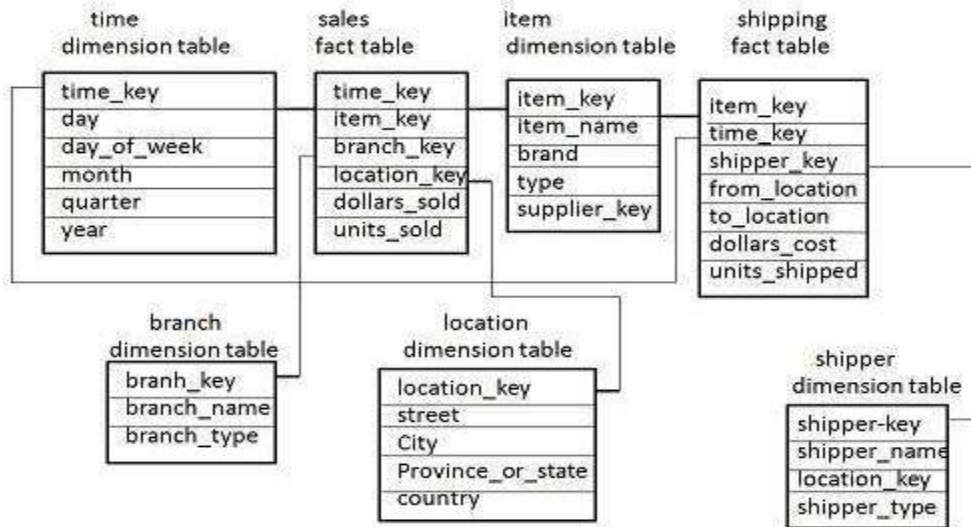 time
dimension table
time_key
day
day_of_week
month
quarter
year
sales
fact table
time_key
item_key
branch_key
location_key
dollars_sold
units_sold
item
dimension table
item_key
item_name
brand
type
supplier_key
shipping
fact table
item_key
time_key
shipper_key
from_location
to_location
dollars_cost
units_shipped
branch
dimension table
branh_key
branch_name
branch_type
location
dimension table
location_key
street
City
Province_or_state
country
shipper
dimension table
shipper-key
shipper_name
location_key
shipper_type